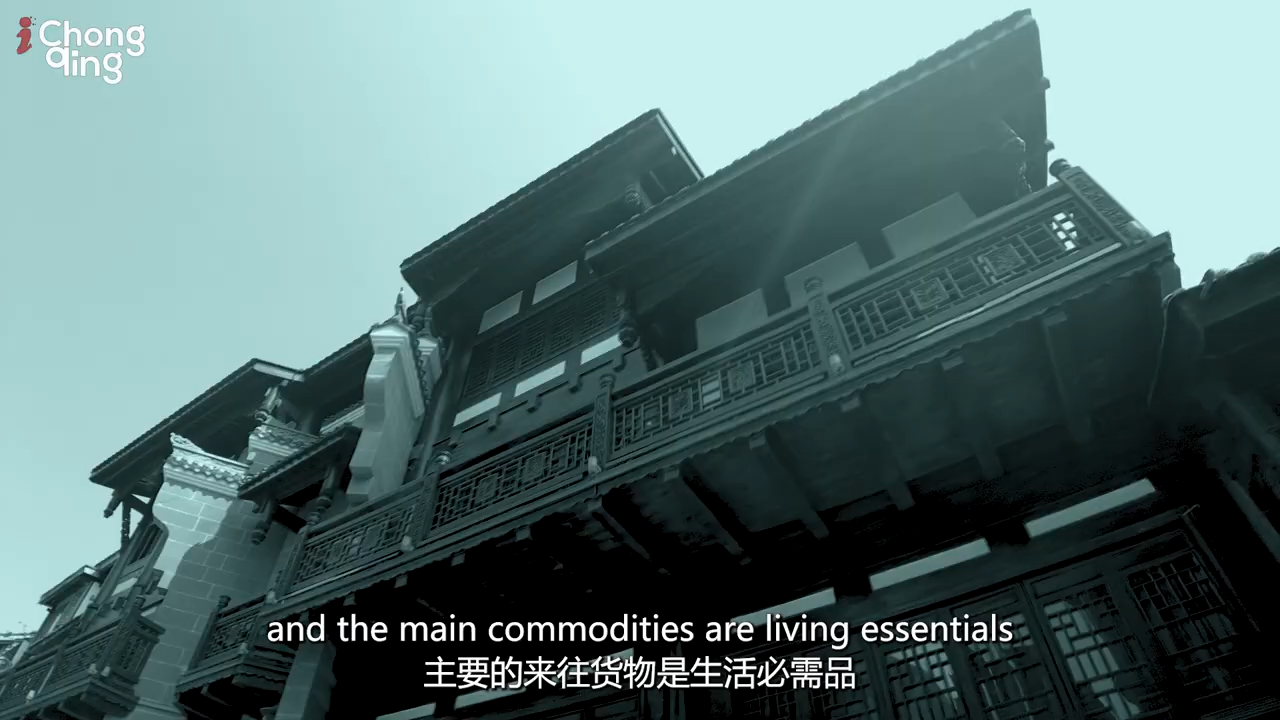 iChong
qing
and the main commodities are living essentials
主要的来往货物是生活必需品